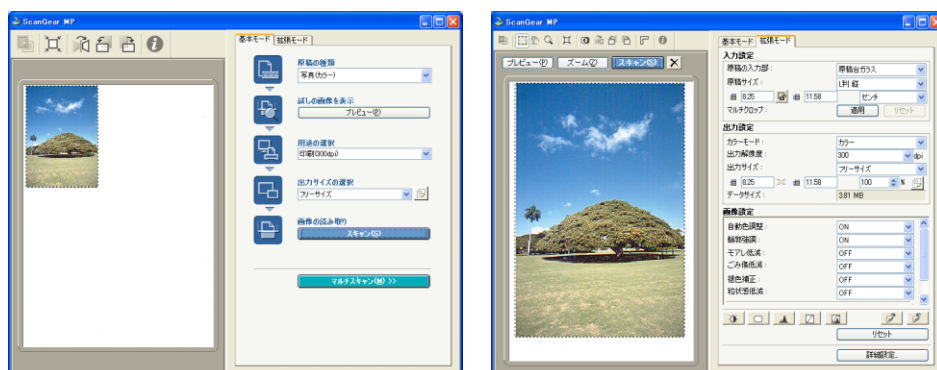 ScanGear MP
基本モード 拡張モード
原稿の種類
写真(カラー)
試しの画像を表示
プレビュー(P)
用途の選択
印刷(300dpi)
出力サイズの選択
フリーサイズ
画像の読み取り
スキャン(S)
マルチスキャン(M) >>
ScanGear MP
プレビュー(P) ズーム(Z) スキャン(S)
基本モード 拡張モード
入力設定
原稿の入力部: 原稿台ガラス
原稿サイズ: L判 縦
8.25 11.58 センチ
マルチクロップ: 適用 リセット
出力設定
カラーモード: カラー
出力解像度: 300 dpi
出力サイズ: フリーサイズ
8.25 11.58 100 %
データサイズ: 3.81 MB
画像設定
自動色調整: ON
輪郭強調: ON
モアレ低減: OFF
ごみ傷低減: OFF
褪色補正: OFF
粒状感低減: OFF
リセット
詳細設定...